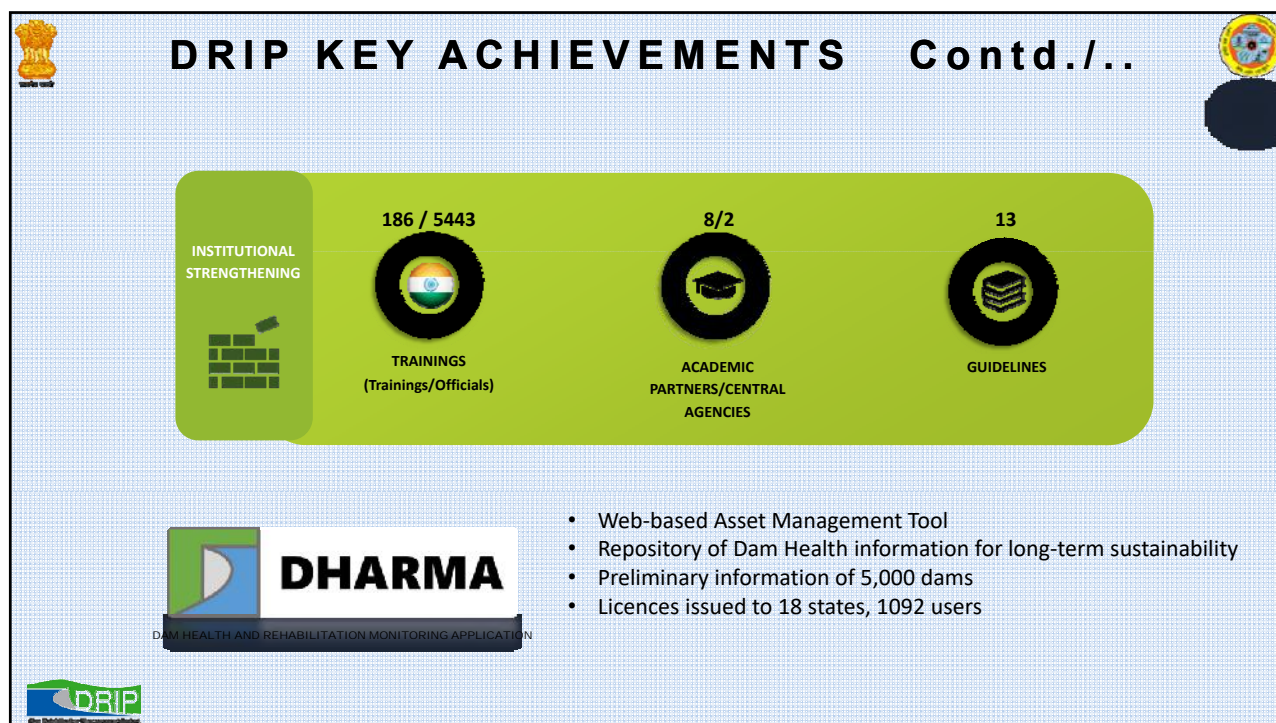 DRIP KEY ACHIEVEMENTS Contd./..
INSTITUTIONAL
STRENGTHENING
186 / 5443
TRAININGS
(Trainings/Officials)
8/2
ACADEMIC
PARTNERS/CENTRAL
AGENCIES
13
GUIDELINES
DHARMA
DAM HEALTH AND REHABILITATION MONITORING APPLICATION
• Web-based Asset Management Tool
• Repository of Dam Health information for long-term sustainability
• Preliminary information of 5,000 dams
• Licences issued to 18 states, 1092 users
DRIP